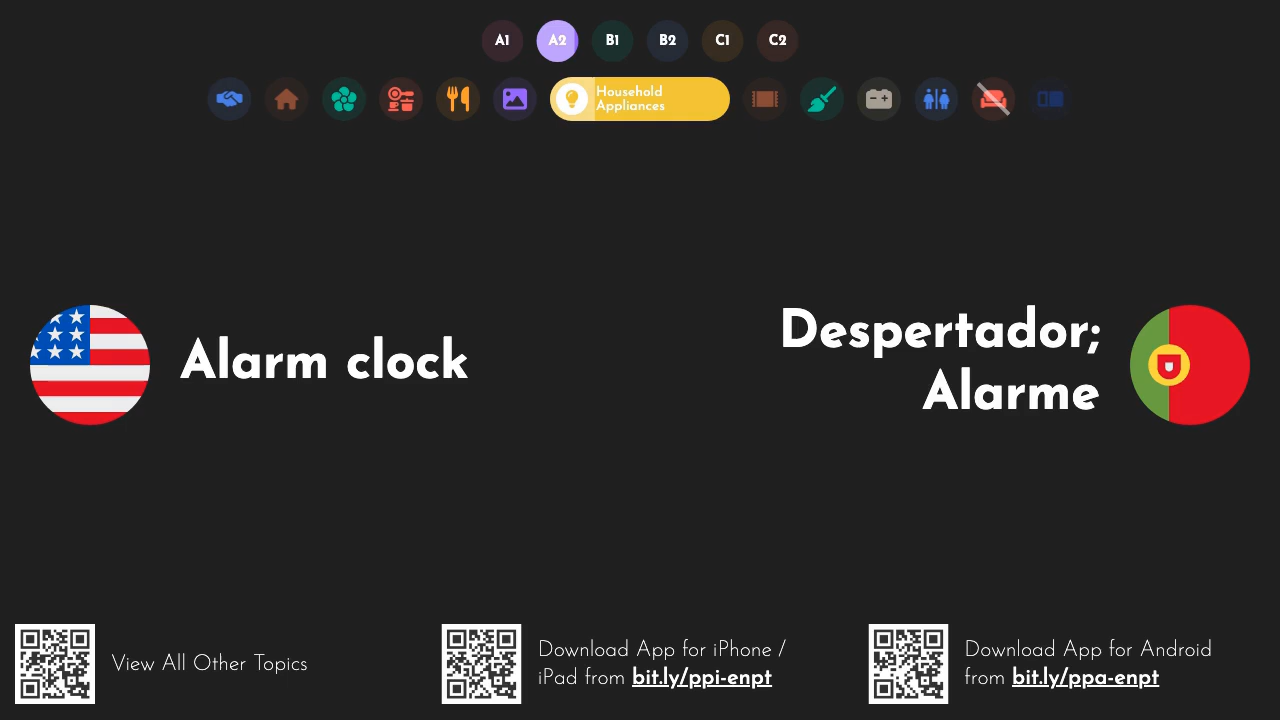 A1 A2 B1 B2 C1 C2
Household
Appliances
Alarm clock
Despertador;
Alarme
View All Other Topics
Download App for iPhone /
iPad from bit.ly/ppi-enpt
Download App for Android
from bit.ly/ppa-enpt